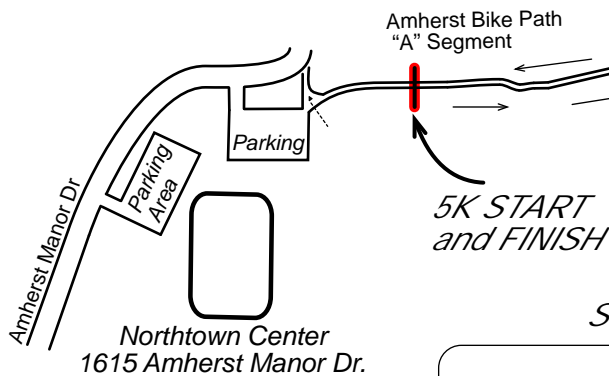 Amherst Bike Path
“A” Segment
Parking
Parking
Area
Amherst Manor Dr
5K START
and FINISH
Northtown Center
1615 Amherst Manor Dr.
S